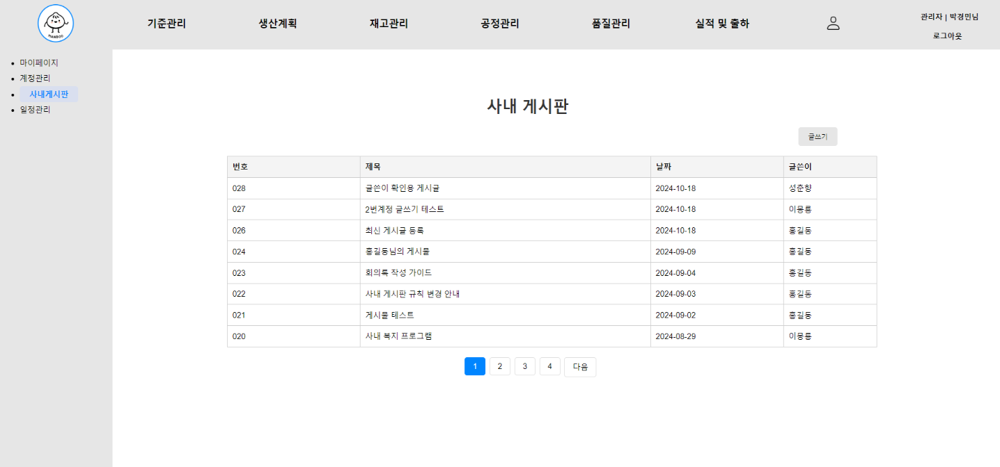 MANDOO
기준관리 생산계획 재고관리 공정관리 품질관리 실적 및 출하
관리자 | 박경민님
로그아웃
마이페이지
계정관리
사내게시판
일정관리
사내 게시판
글쓰기
번호 제목 날짜 글쓴이
028 글쓴이 확인용 게시글 2024-10-18 성춘향
027 2번계정 글쓰기 테스트 2024-10-18 이몽룡
026 최신 게시글 등록 2024-10-18 홍길동
024 홍길동님의 게시물 2024-09-09 홍길동
023 회의록 작성 가이드 2024-09-04 홍길동
022 사내 게시판 규칙 변경 안내 2024-09-03 홍길동
021 게시물 테스트 2024-09-02 홍길동
020 사내 복지 프로그램 2024-08-29 이몽룡
1 2 3 4 다음